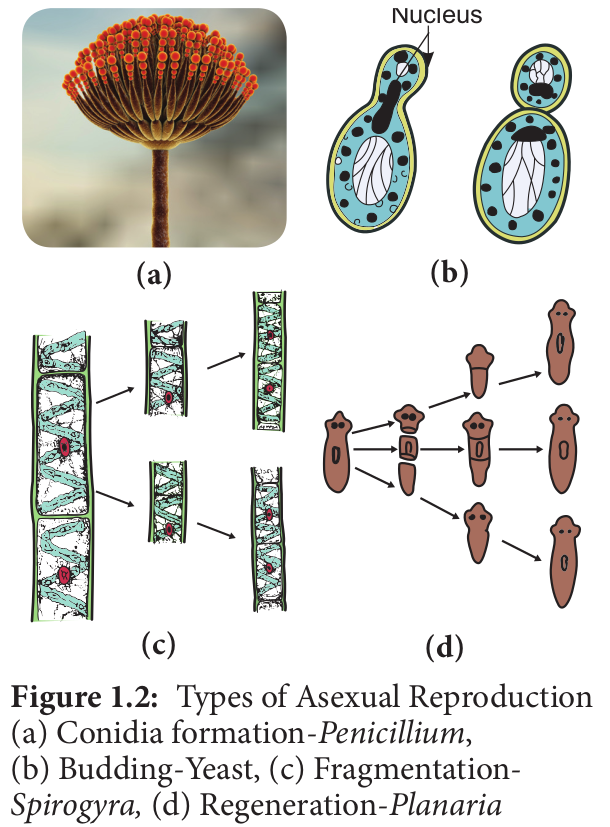 Nucleus
(a)
(b)
(c)
(d)
Figure 1.2: Types of Asexual Reproduction
(a) Conidia formation-Penicillium,
(b) Budding-Yeast, (c) Fragmentation-
Spirogyra, (d) Regeneration-Planaria